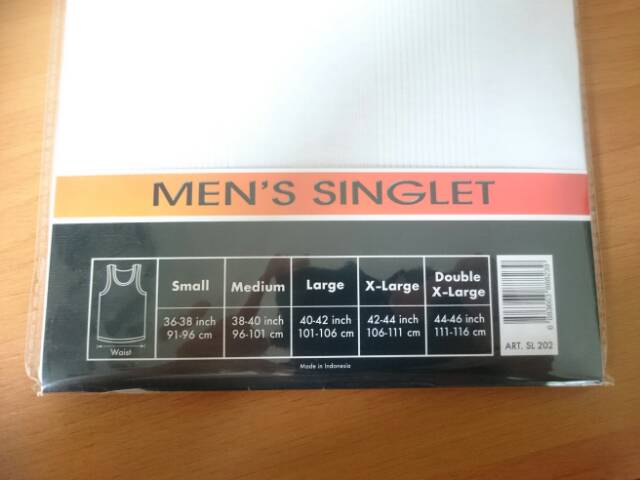 MEN'S SINGLET
Small Medium Large X-Large Double X-Large
36-38 inch 38-40 inch 40-42 inch 42-44 inch 44-46 inch
91-96 cm 96-101 cm 101-106 cm 106-111 cm 111-116 cm
Waist
Made in Indonesia
ART. SL 202